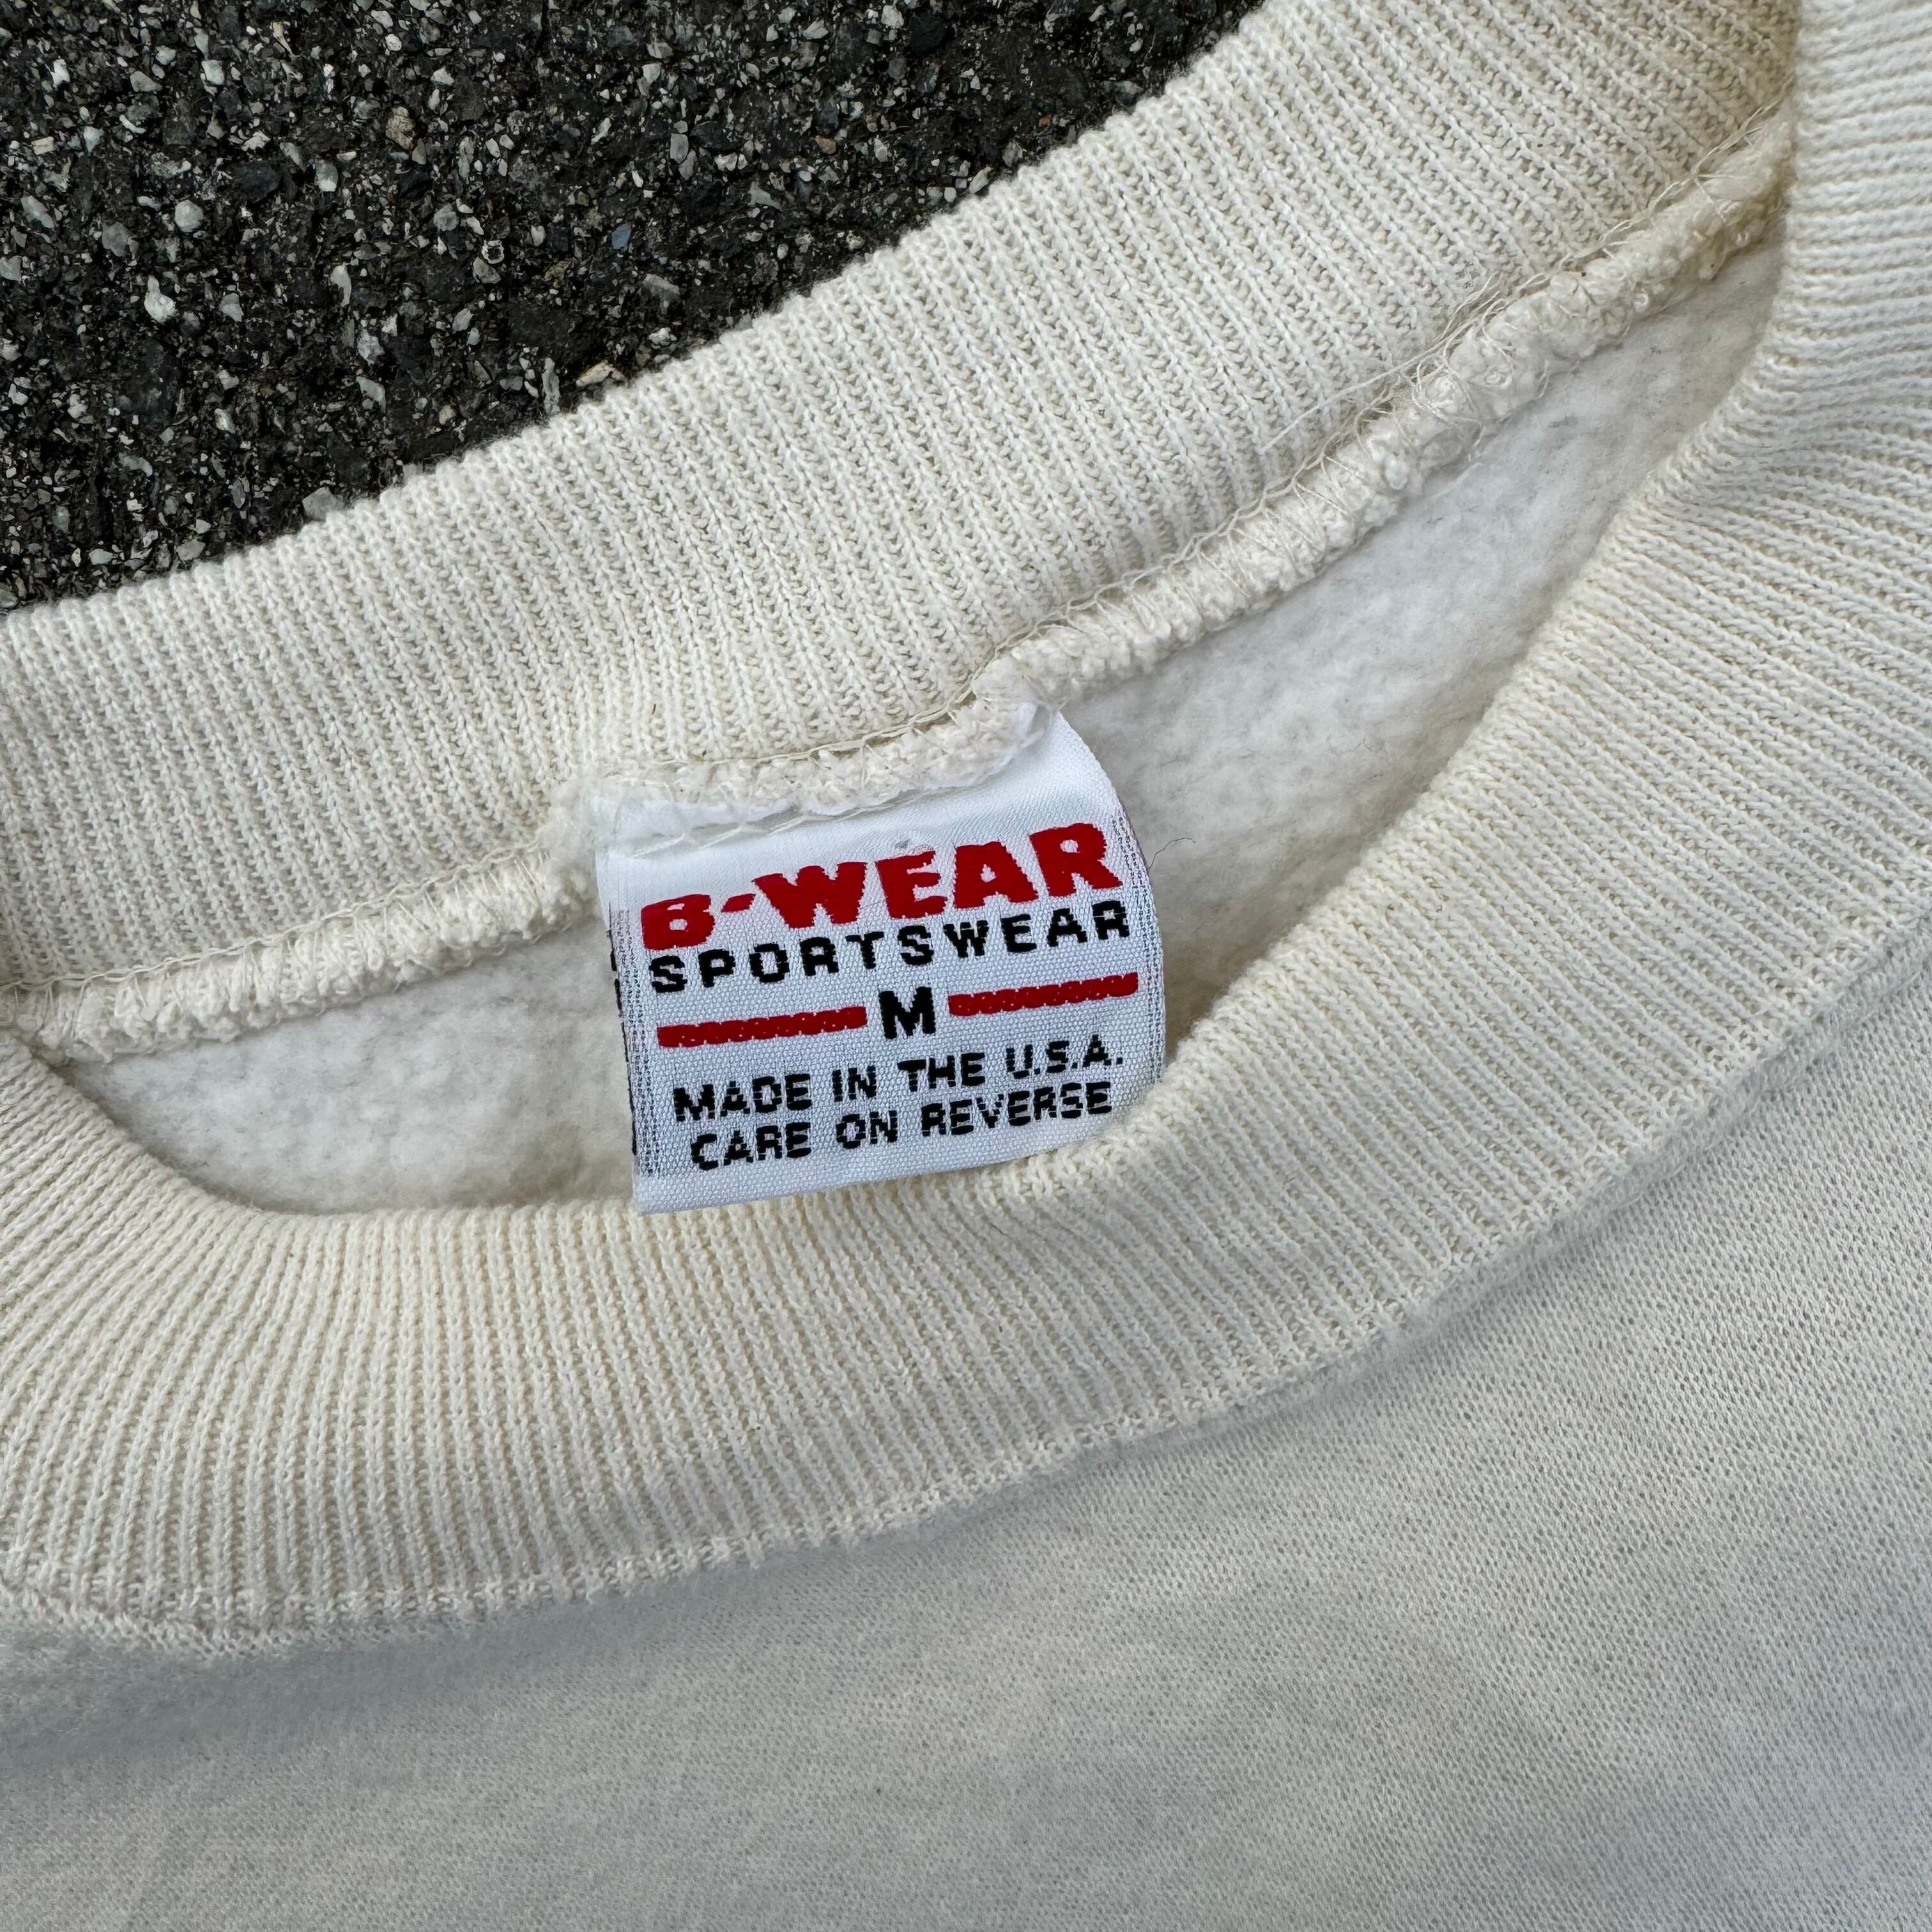 B-WEAR
SPORTSWEAR
M
MADE IN THE U.S.A.
CARE ON REVERSE